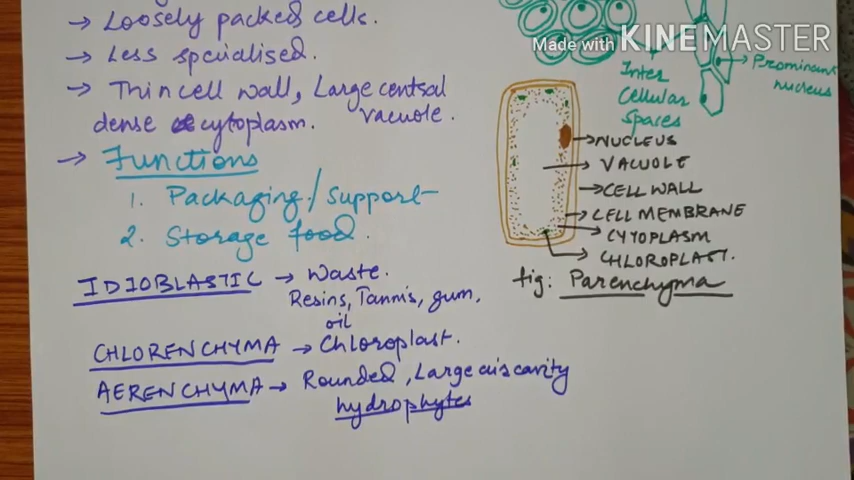 → Loosely packed cells.
→ Less spcialised.
→ Thin cell wall, Large central
vacuole.
dense cytoplasm.
→ Functions
1. Packaging / Support
2. Storage food.
IDIOBLASTIC → Waste.
Resins, Tannis, gum,
oil
CHLORENCHYMA → Chloroplast.
AERENCHYMA → Rounded, Large air cavity
hydrophytes
Made with KINEMASTER
Inter
Cellular
spaces
Prominant
nucleus
NUCLEUS
VACUOLE
CELL WALL
CELL MEMBRANE
CYTOPLASM
CHLOROPLAST.
fig: Parenchyma